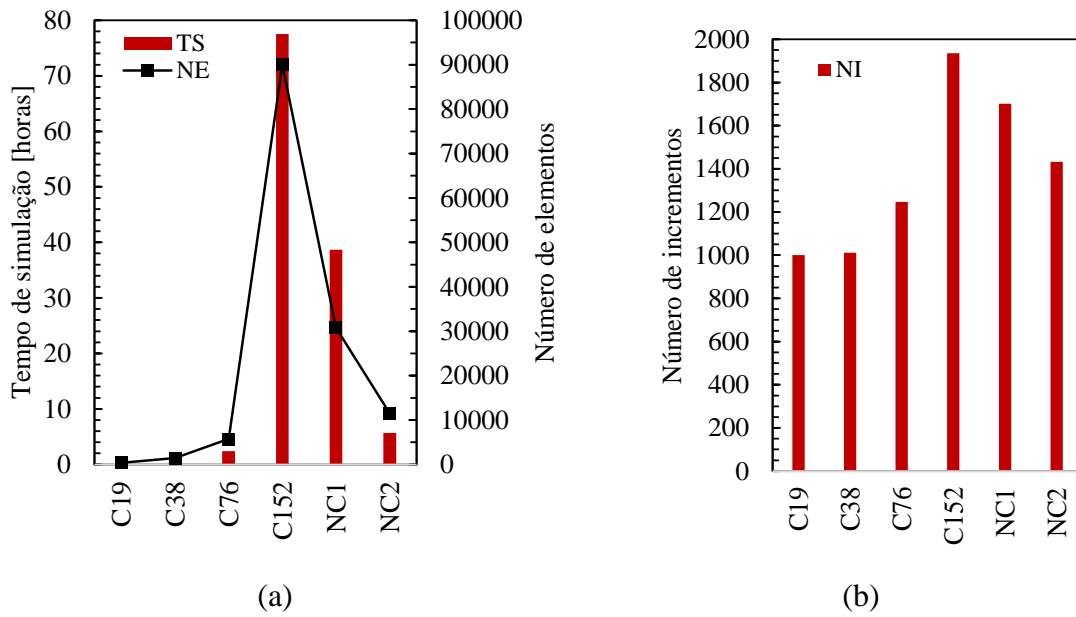 TS
NE
Tempo de simulação [horas]
80
70
60
50
40
30
20
10
0
100000
90000
80000
70000
60000
50000
40000
30000
20000
10000
0
Número de elementos
C19
C38
C76
C152
NC1
NC2
(a)
NI
Número de incrementos
2000
1800
1600
1400
1200
1000
800
600
400
200
0
C19
C38
C76
C152
NC1
NC2
(b)